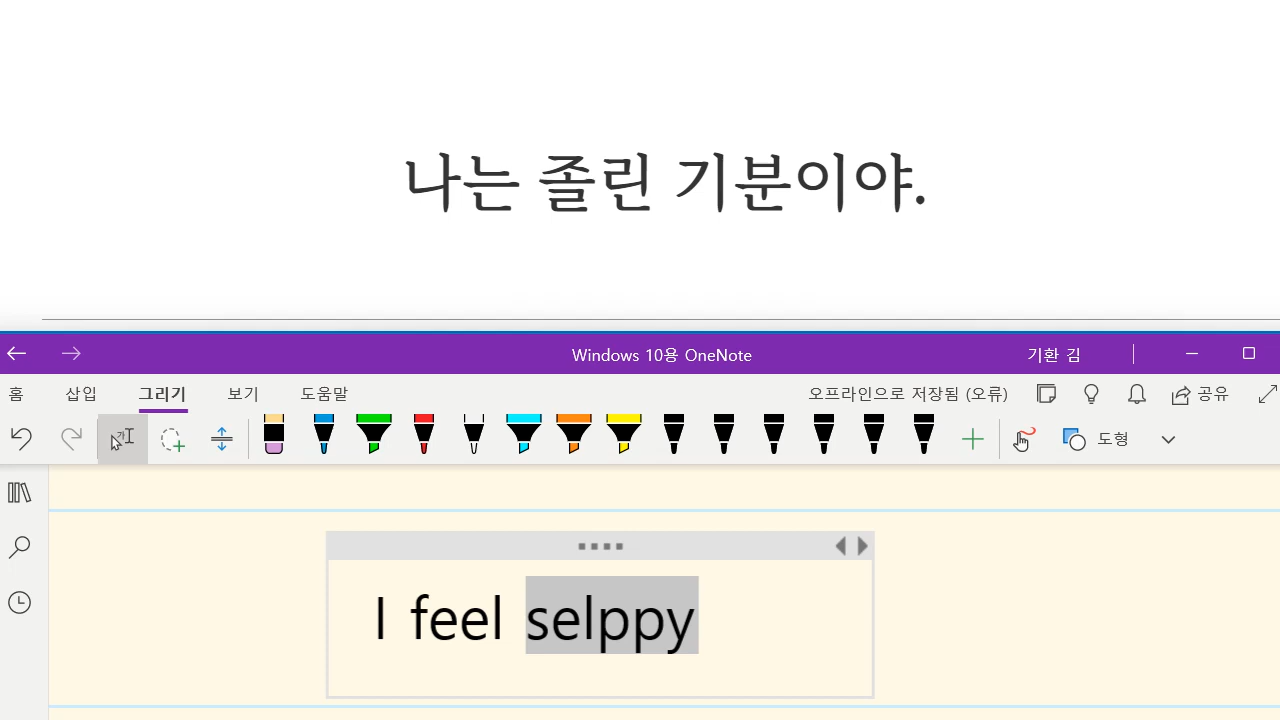 나는 졸린 기분이야.
Windows 10용 OneNote 기환 김
홈 삽입 그리기 보기 도움말 오프라인으로 저장됨 (오류) 공유
가 도형
I feel selppy